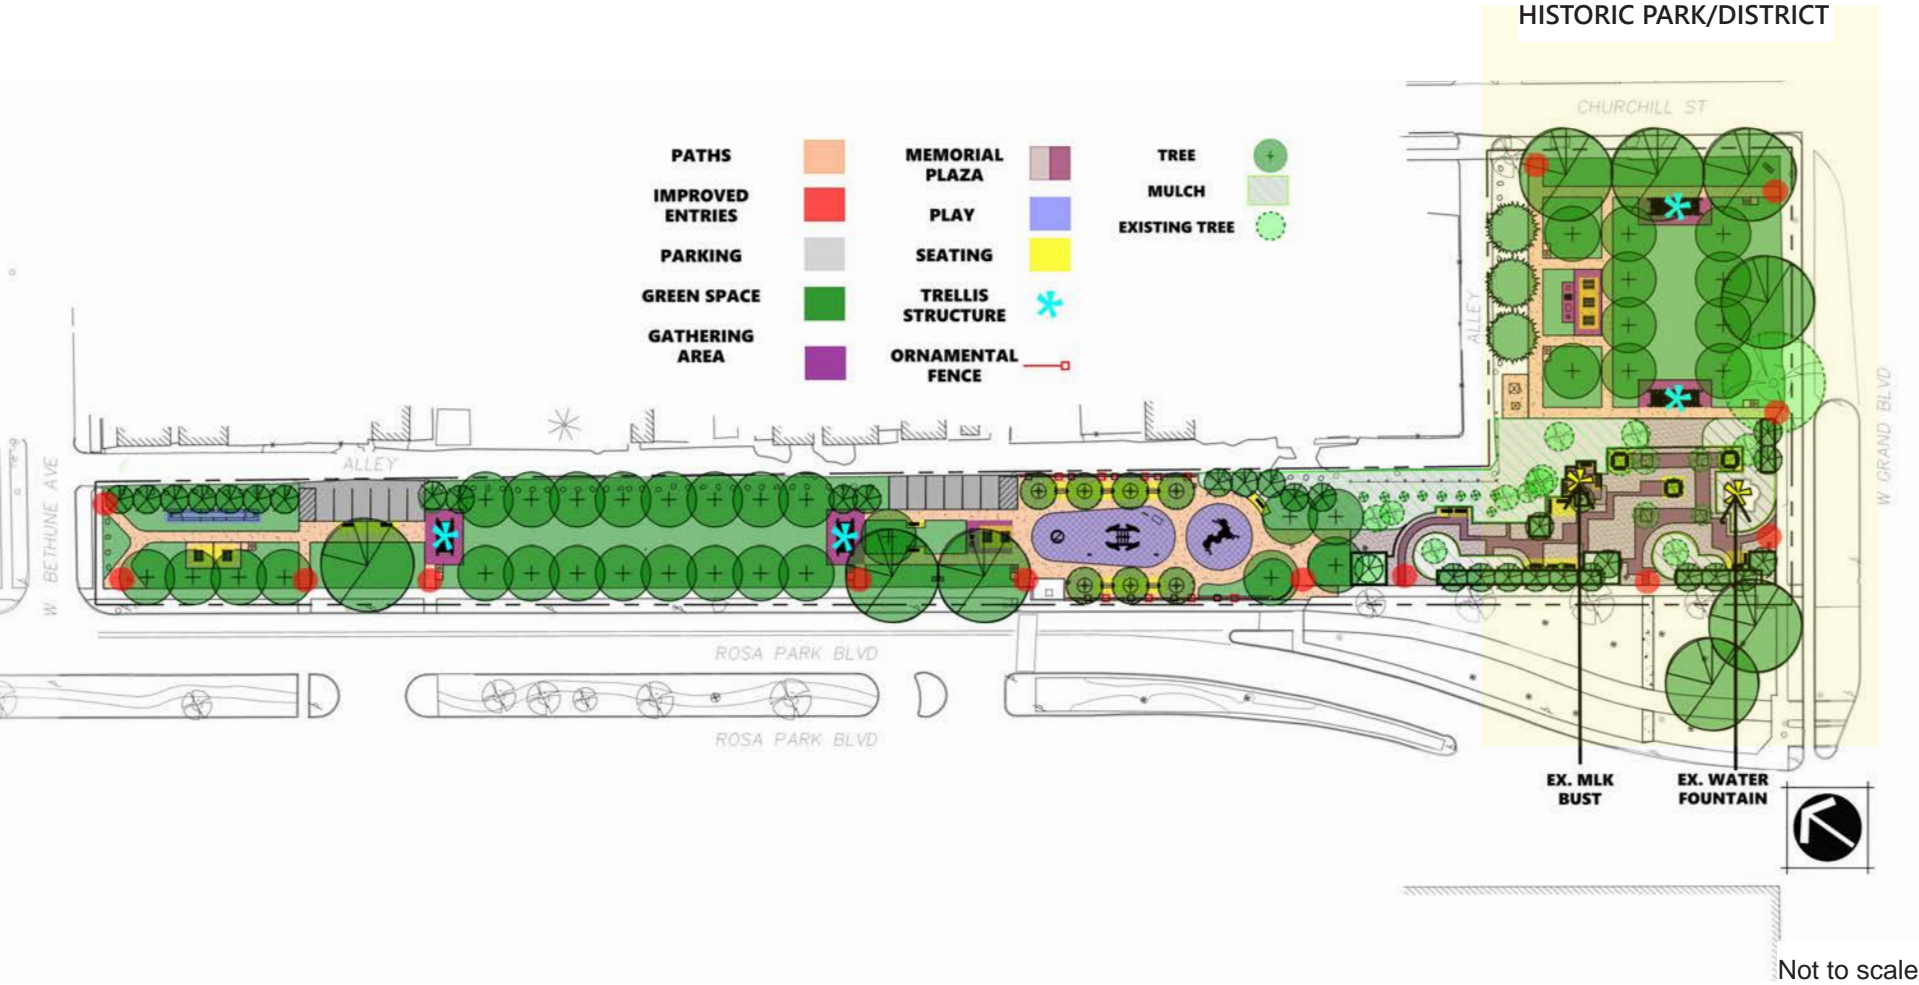 HISTORIC PARK/DISTRICT
CHURCHILL ST
PATHS
IMPROVED
ENTRIES
PARKING
GREEN SPACE
GATHERING
AREA
MEMORIAL
PLAZA
PLAY
SEATING
TRELLIS
STRUCTURE
ORNAMENTAL
FENCE
TREE
MULCH
EXISTING TREE
ALLEY
W GRAND BLVD
W BETHUNE AVE
ALLEY
ROSA PARK BLVD
ROSA PARK BLVD
EX. MLK
BUST
EX. WATER
FOUNTAIN
Not to scale